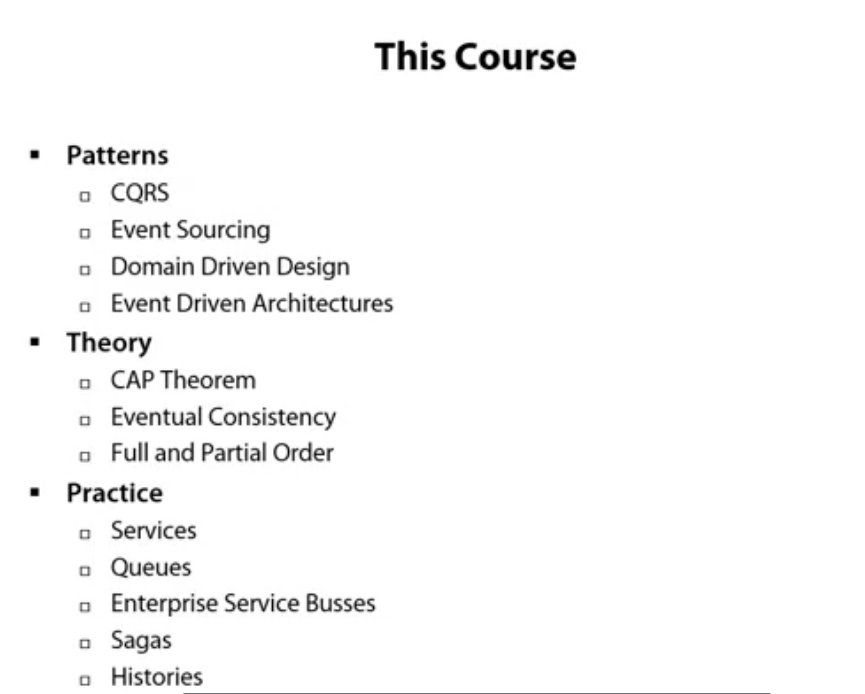 This Course
Patterns
CQRS
Event Sourcing
Domain Driven Design
Event Driven Architectures
Theory
CAP Theorem
Eventual Consistency
Full and Partial Order
Practice
Services
Queues
Enterprise Service Busses
Sagas
Histories